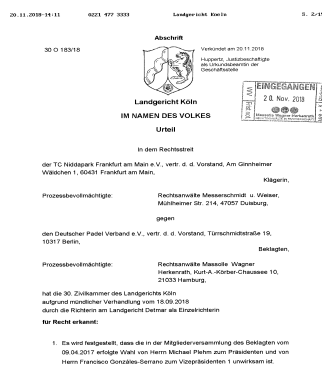 20.11.2018-14:11 0221 477 3333 Landgericht Koeln S. 2/1
Abschrift
30 O 183/18
Verkündet am 20.11.2018
Huppertz, Justizbeschäftigte
als Urkundsbeamtin der
Geschäftsstelle
EINGEGANGEN
20. Nov. 2018
Landgericht Köln
IM NAMEN DES VOLKES
Urteil
In dem Rechtsstreit
der TC Niddapark Frankfurt am Main e.V., vertr. d. d. Vorstand, Am Ginnheimer
Wäldchen 1, 60431 Frankfurt am Main,
Klägerin,
Prozessbevollmächtigte: Rechtsanwälte Messerschmidt u. Weiser,
Mühlheimer Str. 214, 47057 Duisburg,
gegen
den Deutscher Padel Verband e.V., vertr. d. d. Vorstand, Türrschmidtstraße 19,
10317 Berlin,
Beklagten,
Prozessbevollmächtigte: Rechtsanwälte Massolle Wagner
Herkenrath, Kurt-A.-Körber-Chaussee 10,
21033 Hamburg,
hat die 30. Zivilkammer des Landgerichts Köln
aufgrund mündlicher Verhandlung vom 18.09.2018
durch die Richterin am Landgericht Detmar als Einzelrichterin
für Recht erkannt:
1. Es wird festgestellt, dass die in der Mitgliederversammlung des Beklagten vom
09.04.2017 erfolgte Wahl von Herrn Michael Plehm zum Präsidenten und von
Herrn Francisco Gonzáles-Serrano zum Vizepräsidenten 1 unwirksam ist.